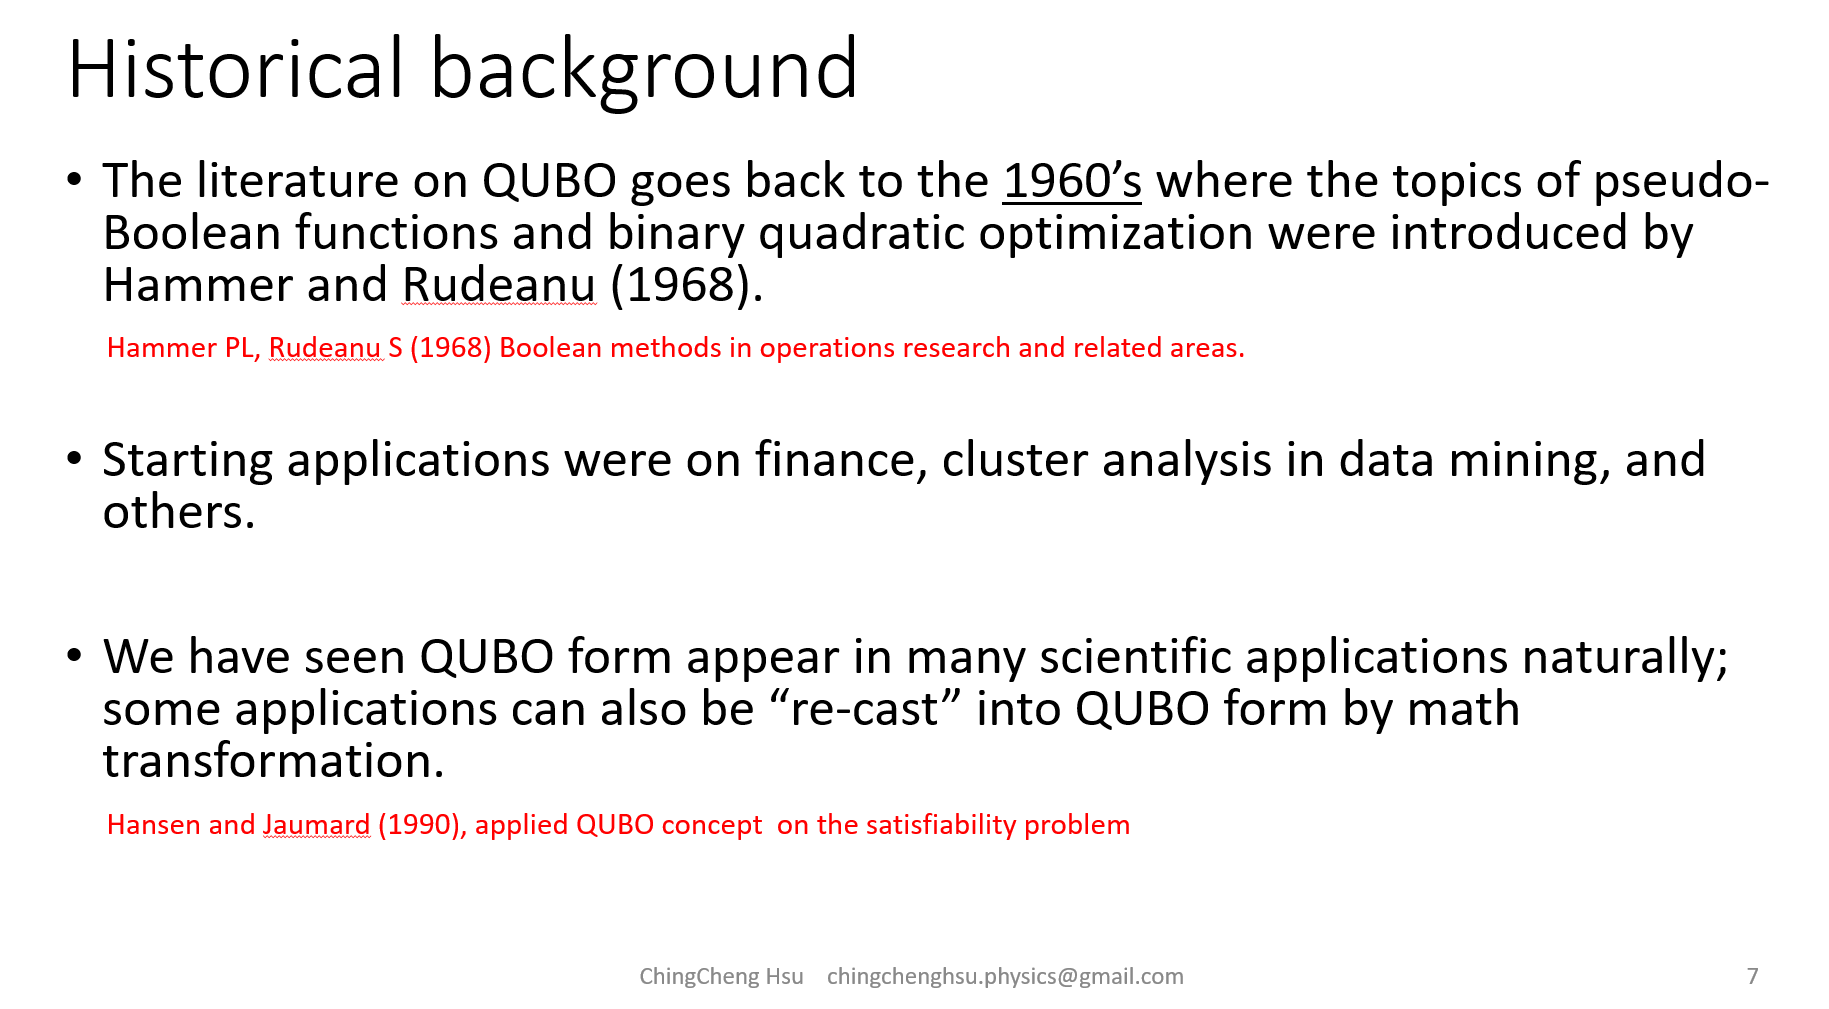 Historical background
• The literature on QUBO goes back to the 1960’s where the topics of pseudo-
Boolean functions and binary quadratic optimization were introduced by
Hammer and Rudeanu (1968).
Hammer PL, Rudeanu S (1968) Boolean methods in operations research and related areas.
• Starting applications were on finance, cluster analysis in data mining, and
others.
• We have seen QUBO form appear in many scientific applications naturally;
some applications can also be “re-cast” into QUBO form by math
transformation.
Hansen and Jaumard (1990), applied QUBO concept  on the satisfiability problem
ChingCheng Hsu    chingchenghsu.physics@gmail.com
7